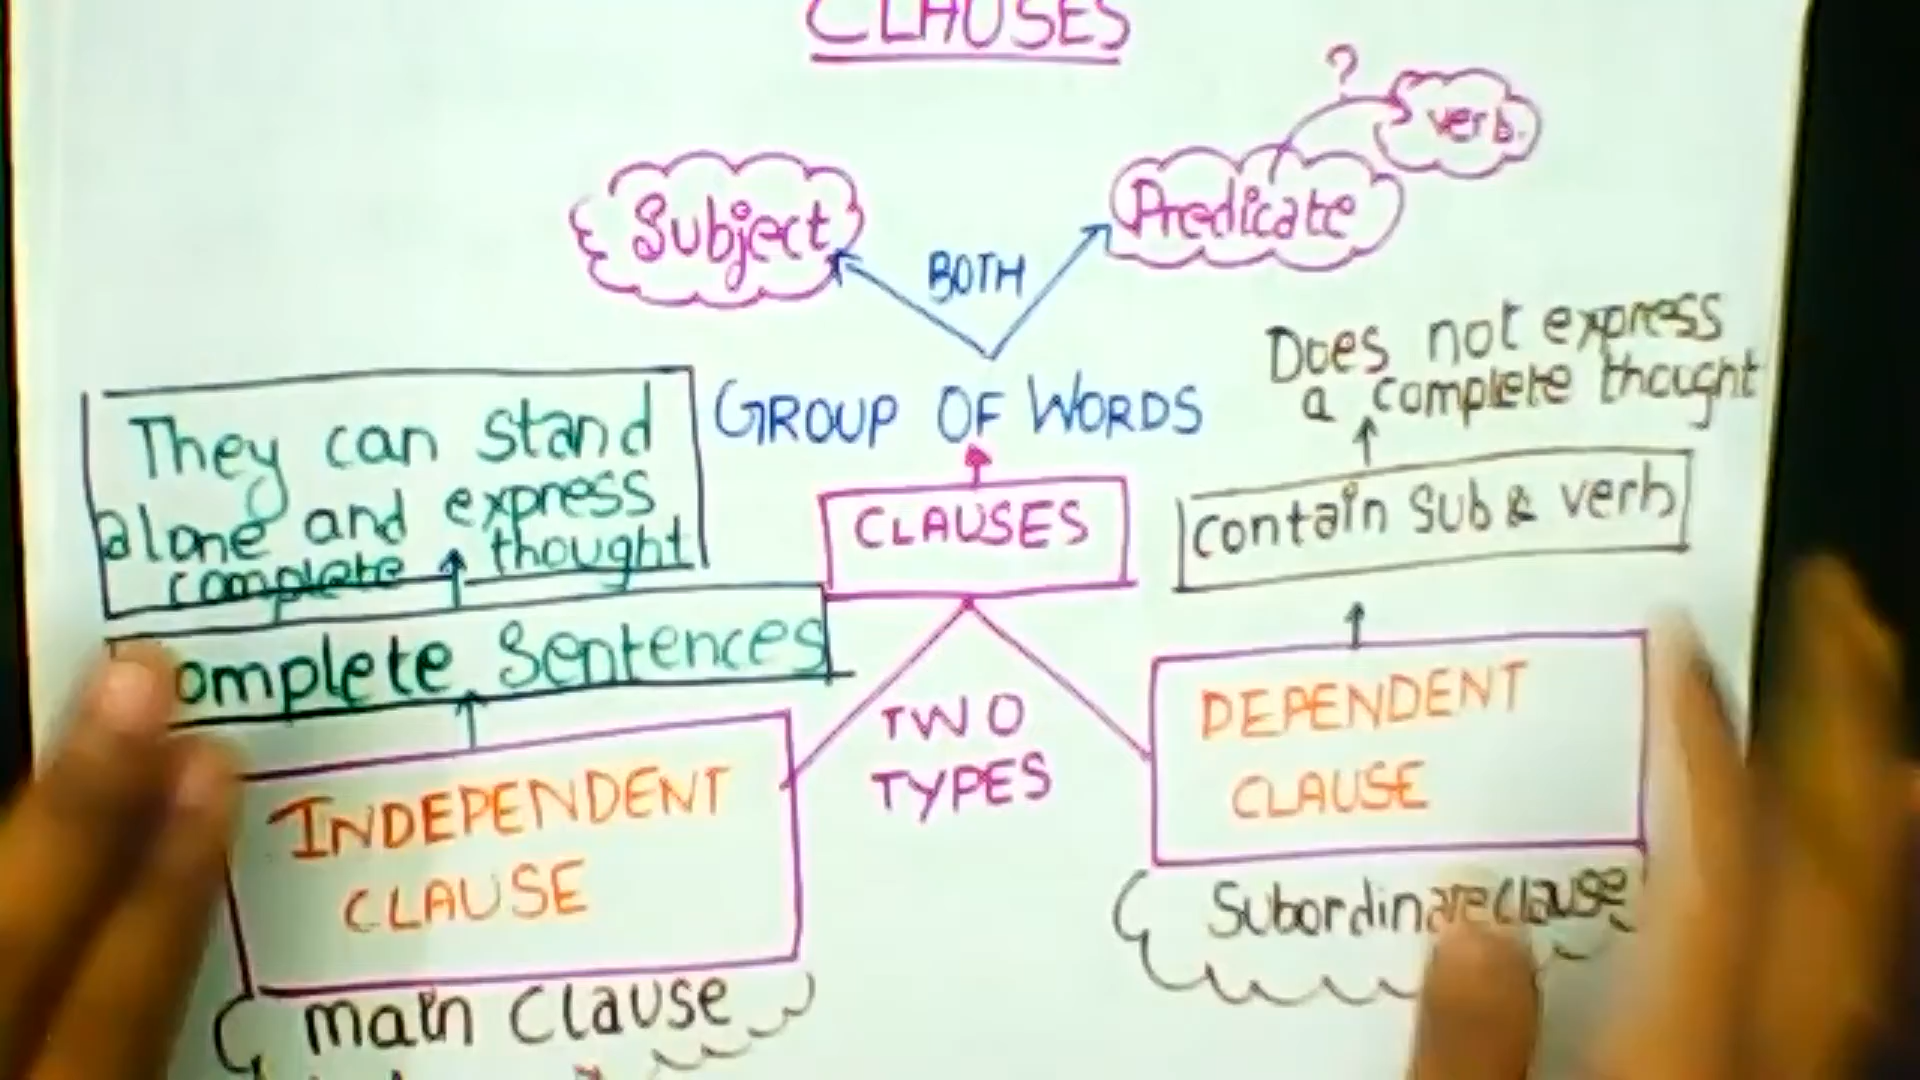 CLAUSES
?
verb.
Subject
Predicate
BOTH
GROUP OF WORDS
Does not express
a complete thought
They can stand
alone and express
complete thought
CLAUSES
contain Sub & verb
omplete Sentences
TWO
TYPES
DEPENDENT
CLAUSE
INDEPENDENT
CLAUSE
Subordinate clause
main Clause